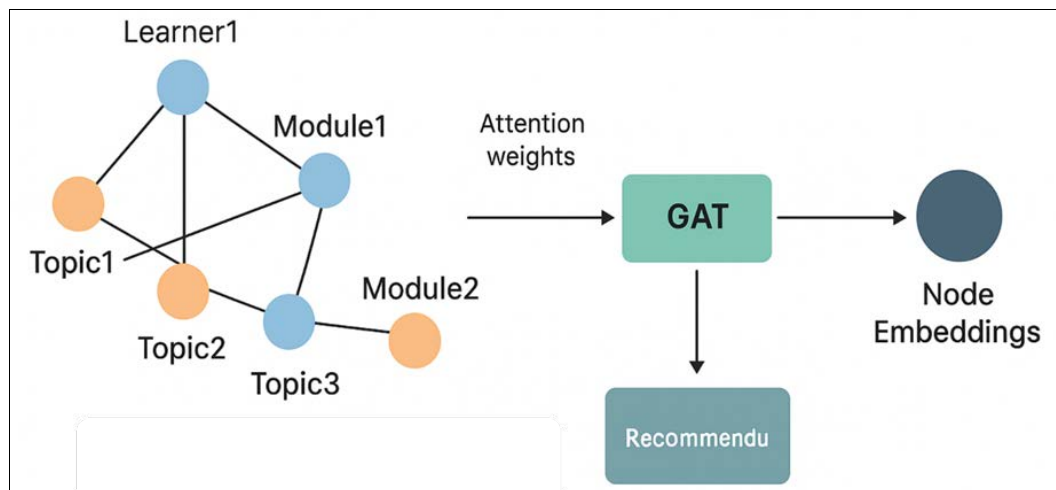 Learner1
Module1
Topic1
Topic2
Topic3
Module2
Attention
weights
GAT
Node
Embeddings
Recommendu